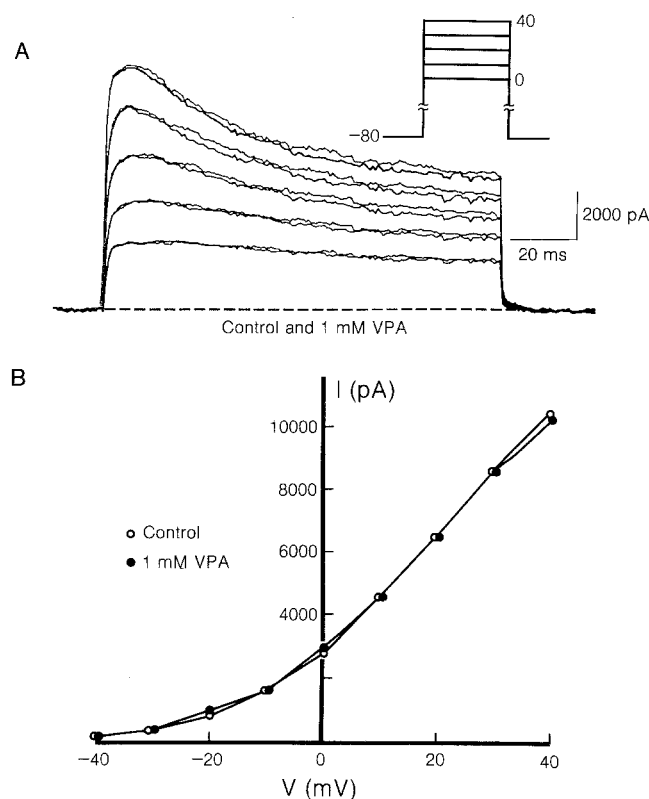 A
40
0
−80
2000 pA
20 ms
Control and 1 mM VPA
B
I (pA)
10000
8000
6000
4000
Control
1 mM VPA
−40
−20
0
20
40
V (mV)